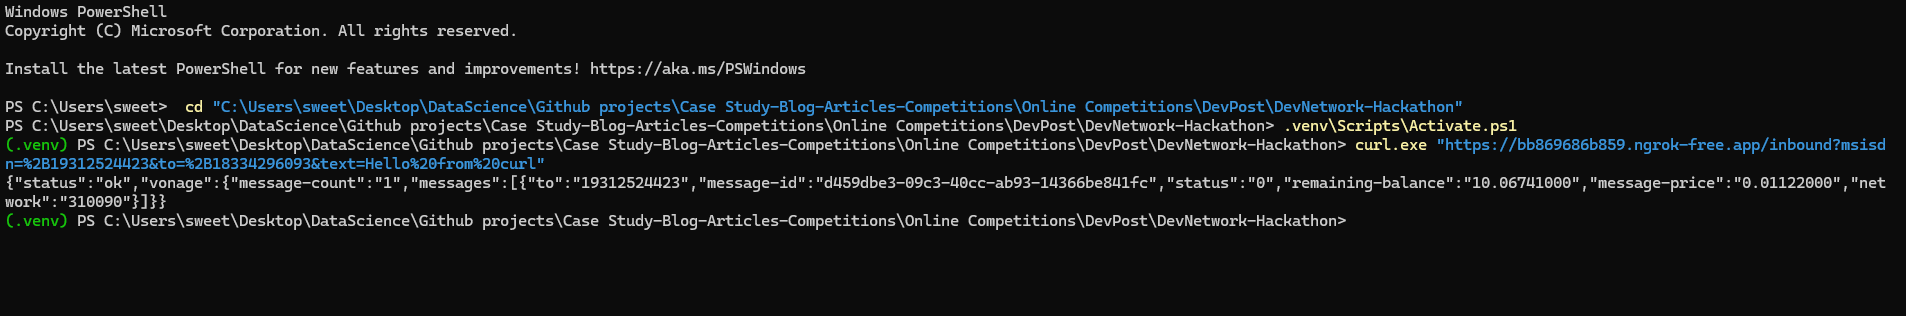 Windows PowerShell
Copyright (C) Microsoft Corporation. All rights reserved.
Install the latest PowerShell for new features and improvements! https://aka.ms/PSWindows
PS C:\Users\sweet>  cd "C:\Users\sweet\Desktop\DataScience\Github projects\Case Study-Blog-Articles-Competitions\Online Competitions\DevPost\DevNetwork-Hackathon"
PS C:\Users\sweet\Desktop\DataScience\Github projects\Case Study-Blog-Articles-Competitions\Online Competitions\DevPost\DevNetwork-Hackathon> .venv\Scripts\Activate.ps1
(.venv) PS C:\Users\sweet\Desktop\DataScience\Github projects\Case Study-Blog-Articles-Competitions\Online Competitions\DevPost\DevNetwork-Hackathon> curl.exe "https://bb869686b859.ngrok-free.app/inbound?msisd
n=%2B19312524423&to=%2B18334296093&text=Hello%20from%20curl"
{"status":"ok","vonage":{"message-count":"1","messages":[{"to":"19312524423","message-id":"d459dbe3-09c3-40cc-ab93-14366be841fc","status":"0","remaining-balance":"10.06741000","message-price":"0.01122000","net
work":"310090"}]}}
(.venv) PS C:\Users\sweet\Desktop\DataScience\Github projects\Case Study-Blog-Articles-Competitions\Online Competitions\DevPost\DevNetwork-Hackathon>